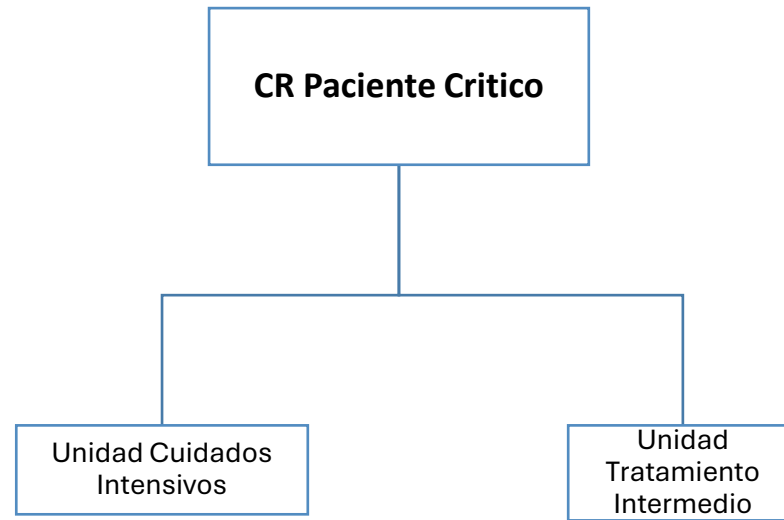 CR Paciente Critico
Unidad Cuidados
Intensivos
Unidad
Tratamiento
Intermedio